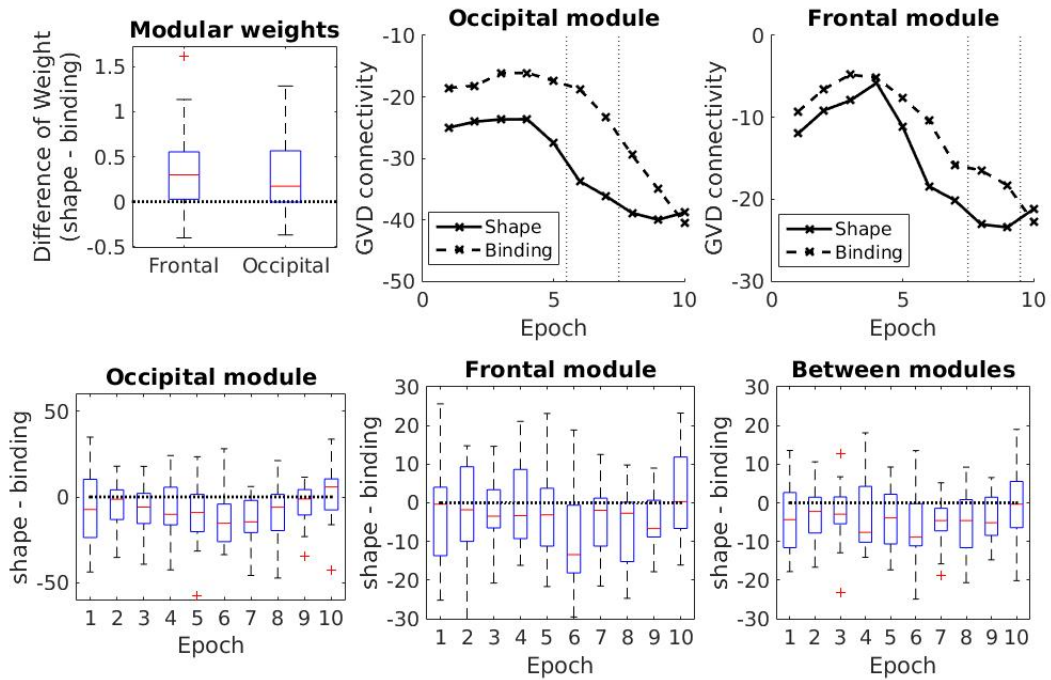 Modular weights
Difference of Weight
(shape - binding)
1.5
1
0.5
0
-0.5
Frontal Occipital
Occipital module
GVD connectivity
-10
-20
-30
-40
-50
Shape
Binding
0 5 10
Epoch
Frontal module
GVD connectivity
0
-10
-20
-30
Shape
Binding
0 5 10
Epoch
Occipital module
shape - binding
50
0
-50
1 2 3 4 5 6 7 8 9 10
Epoch
Frontal module
shape - binding
30
20
10
0
-10
-20
-30
1 2 3 4 5 6 7 8 9 10
Epoch
Between modules
shape - binding
30
20
10
0
-10
-20
-30
1 2 3 4 5 6 7 8 9 10
Epoch